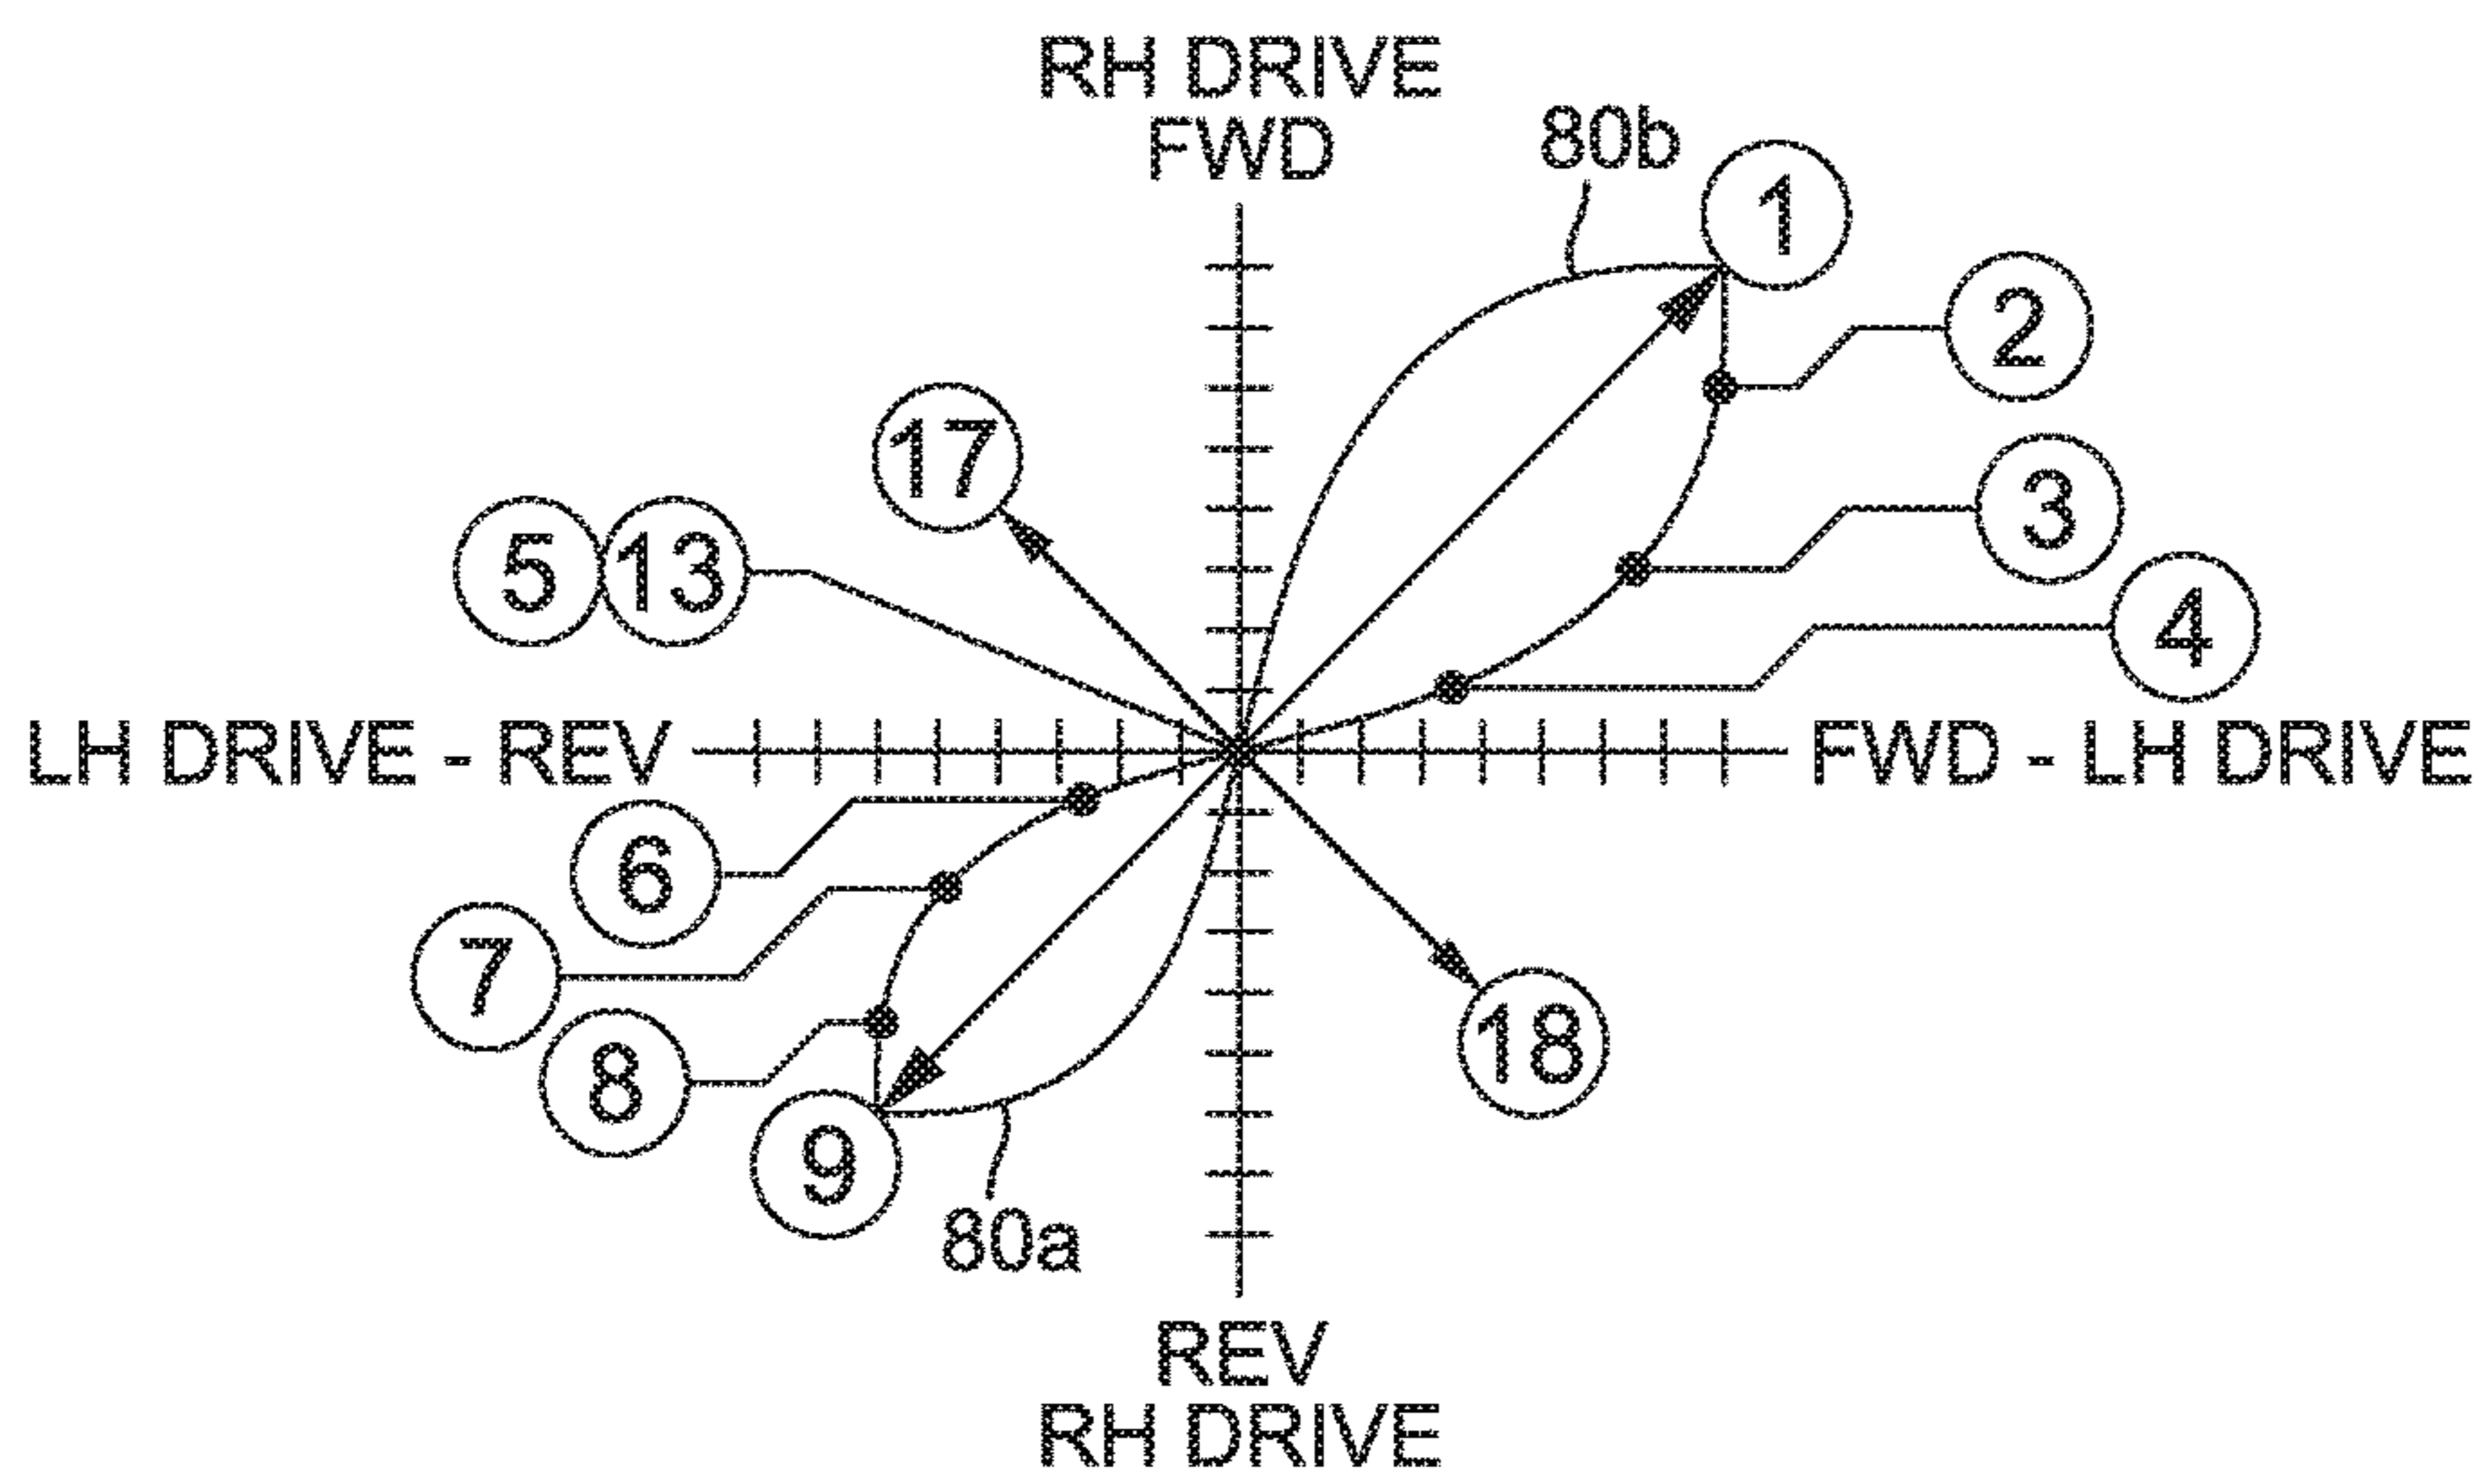 RH DRIVE
FWD
80b
1
2
17
3
5 13
4
LH DRIVE - REV
FWD - LH DRIVE
6
7
18
8
9
80a
REV
RH DRIVE